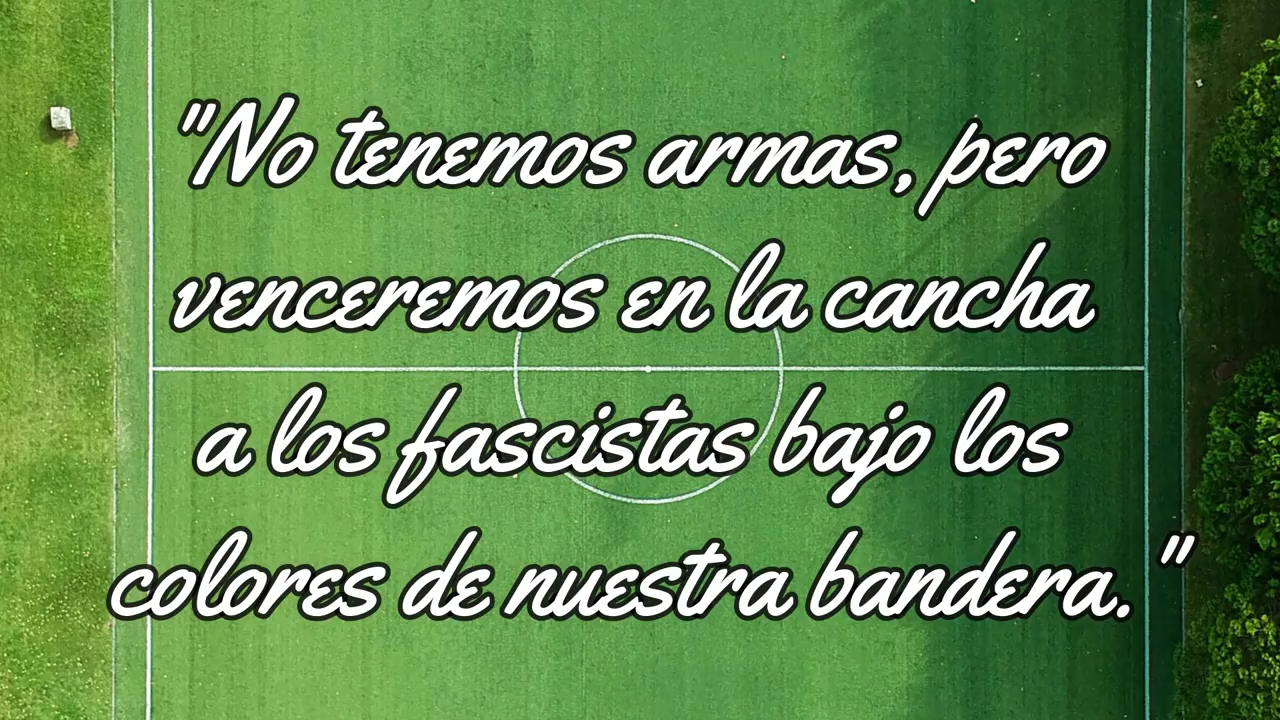 "No tenemos armas, pero
venceremos en la cancha
a los fascistas bajo los
colores de nuestra bandera. "